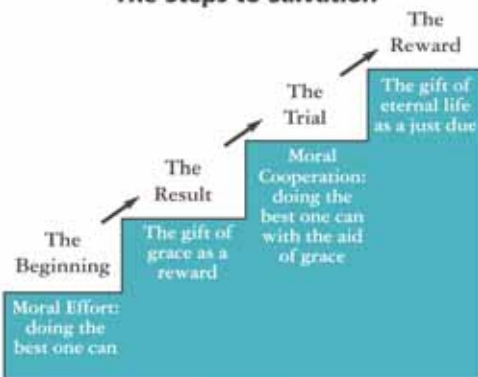 The Steps to Salvation
The
Beginning
Moral Effort:
doing the
best one can
The
Result
The gift of
grace as a
reward
The
Trial
Moral
Cooperation:
doing the
best one can
with the aid
of grace
The
Reward
The gift of
eternal life
as a just due